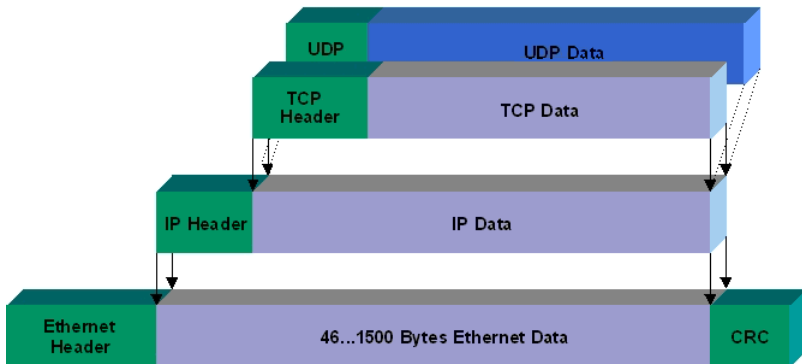 UDP
UDP Data
TCP
Header
TCP Data
IP Header
IP Data
Ethernet
Header
46...1500 Bytes Ethernet Data
CRC